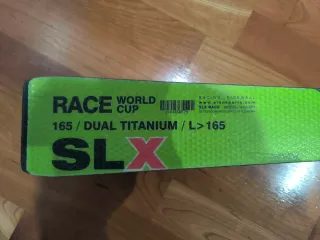 RACE WORLD CUP
165 / DUAL TITANIUM / L>165
SLX